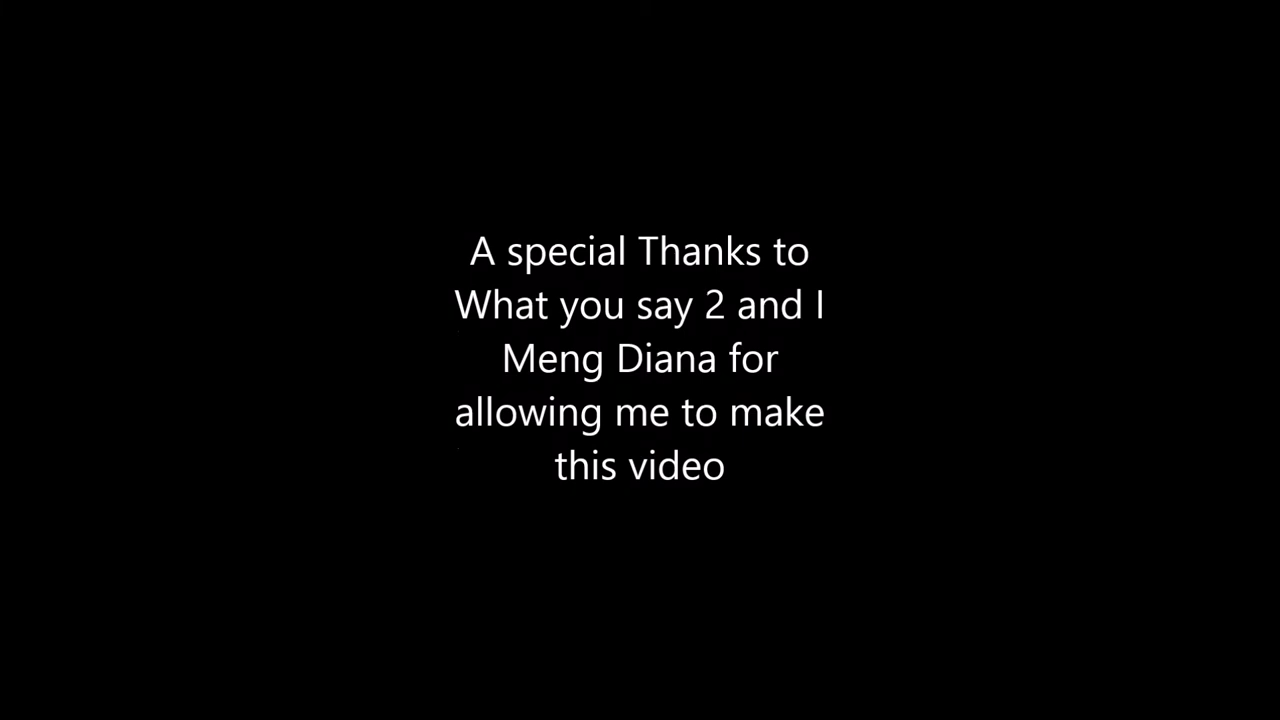 A special Thanks to
What you say 2 and I
Meng Diana for
allowing me to make
this video